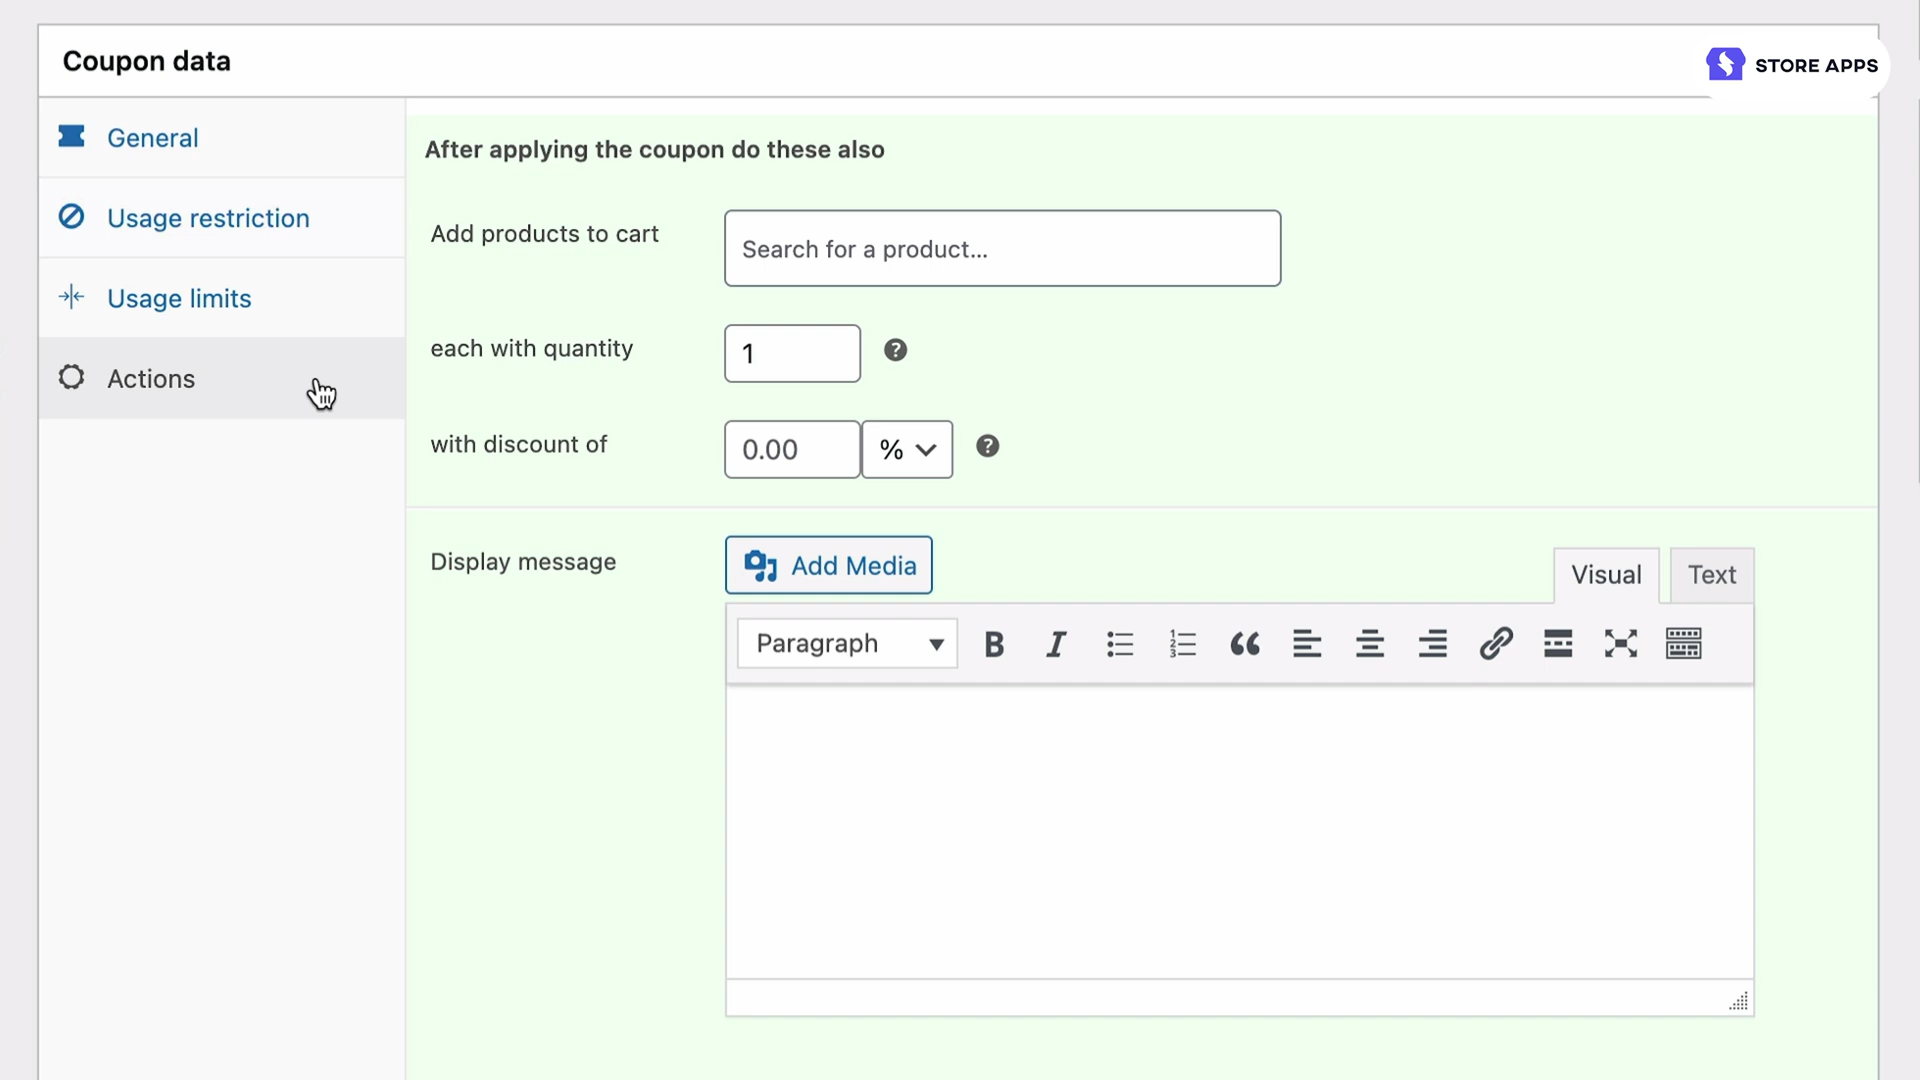 Coupon data
STORE APPS
General
Usage restriction
Usage limits
Actions
After applying the coupon do these also
Add products to cart
Search for a product...
each with quantity
1
?
with discount of
0.00
%
?
Display message
Add Media
Visual
Text
Paragraph
B
I